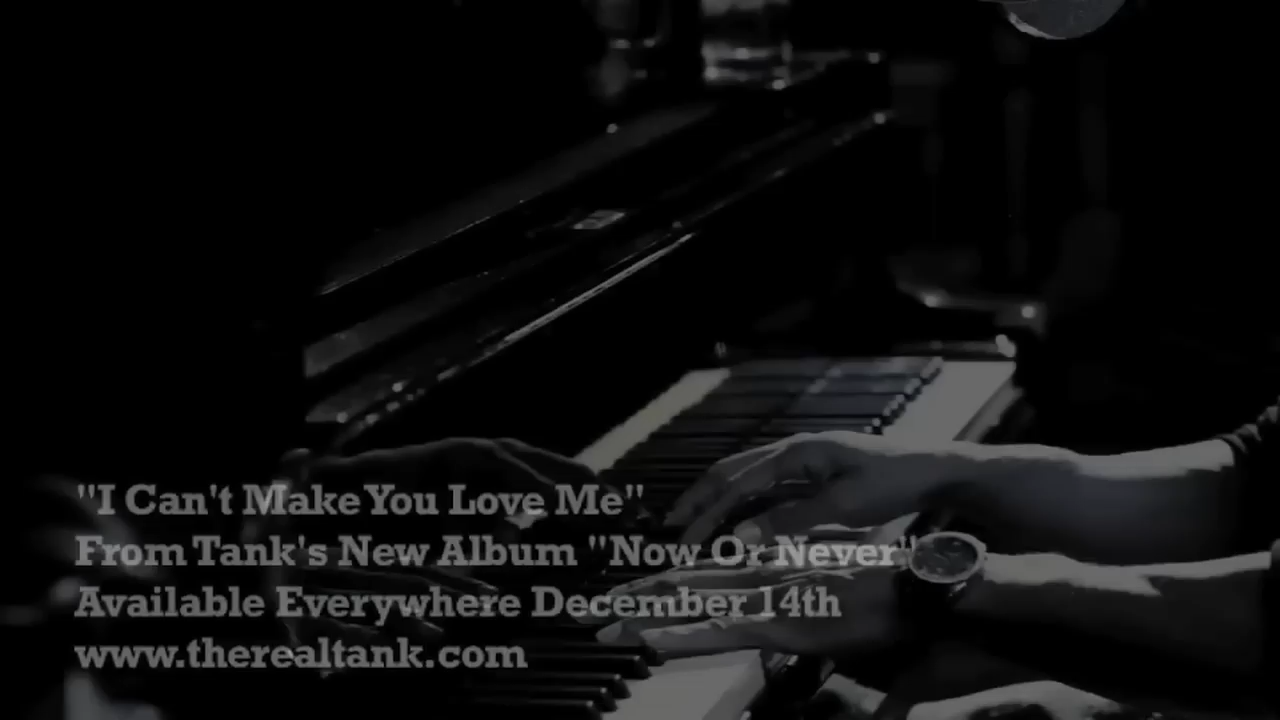 "I Can't Make You Love Me"
From Tank's New Album "Now Or Never"
Available Everywhere December 14th
www.therealtank.com